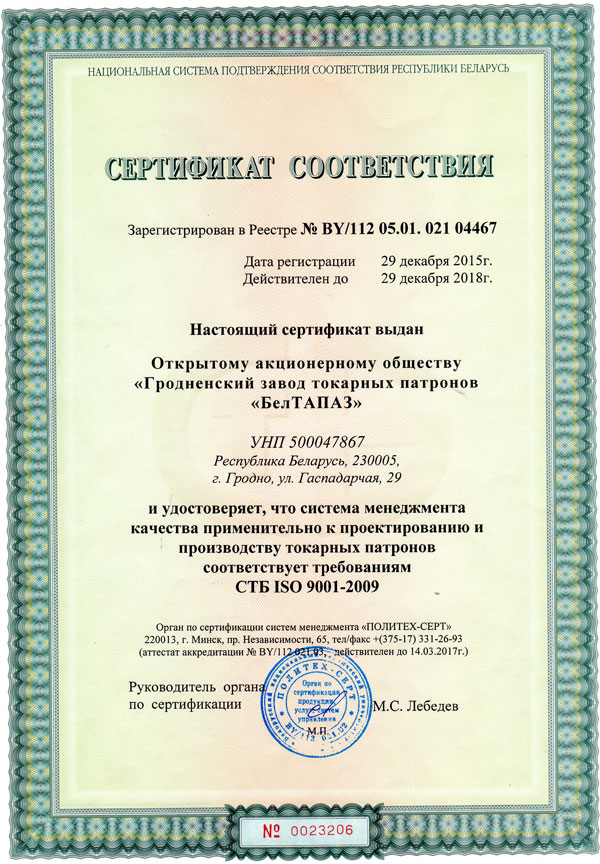 НАЦИОНАЛЬНАЯ СИСТЕМА ПОДТВЕРЖДЕНИЯ СООТВЕТСТВИЯ РЕСПУБЛИКИ БЕЛАРУСЬ
СЕРТИФИКАТ СООТВЕТСТВИЯ
Зарегистрирован в Реестре № BY/112 05.01. 021 04467
Дата регистрации 29 декабря 2015г.
Действителен до 29 декабря 2018г.
Настоящий сертификат выдан
Открытому акционерному обществу
«Гродненский завод токарных патронов
«БелТАПАЗ»
УНП 500047867
Республика Беларусь, 230005,
г. Гродно, ул. Гаспадарчая, 29
и удостоверяет, что система менеджмента
качества применительно к проектированию и
производству токарных патронов
соответствует требованиям
СТБ ISO 9001-2009
Орган по сертификации систем менеджмента «ПОЛИТЕХ-СЕРТ»
220013, г. Минск, пр. Независимости, 65, тел/факс +(375-17) 331-26-93
(аттестат аккредитации № BY/112 021.03, действителен до 14.03.2017г.)
Руководитель органа
по сертификации
М.С. Лебедев
ПОЛИТЕХ-СЕРТ
Орган по
сертификации
продукции,
услуг, систем
управления
М.П.
№ 0023206